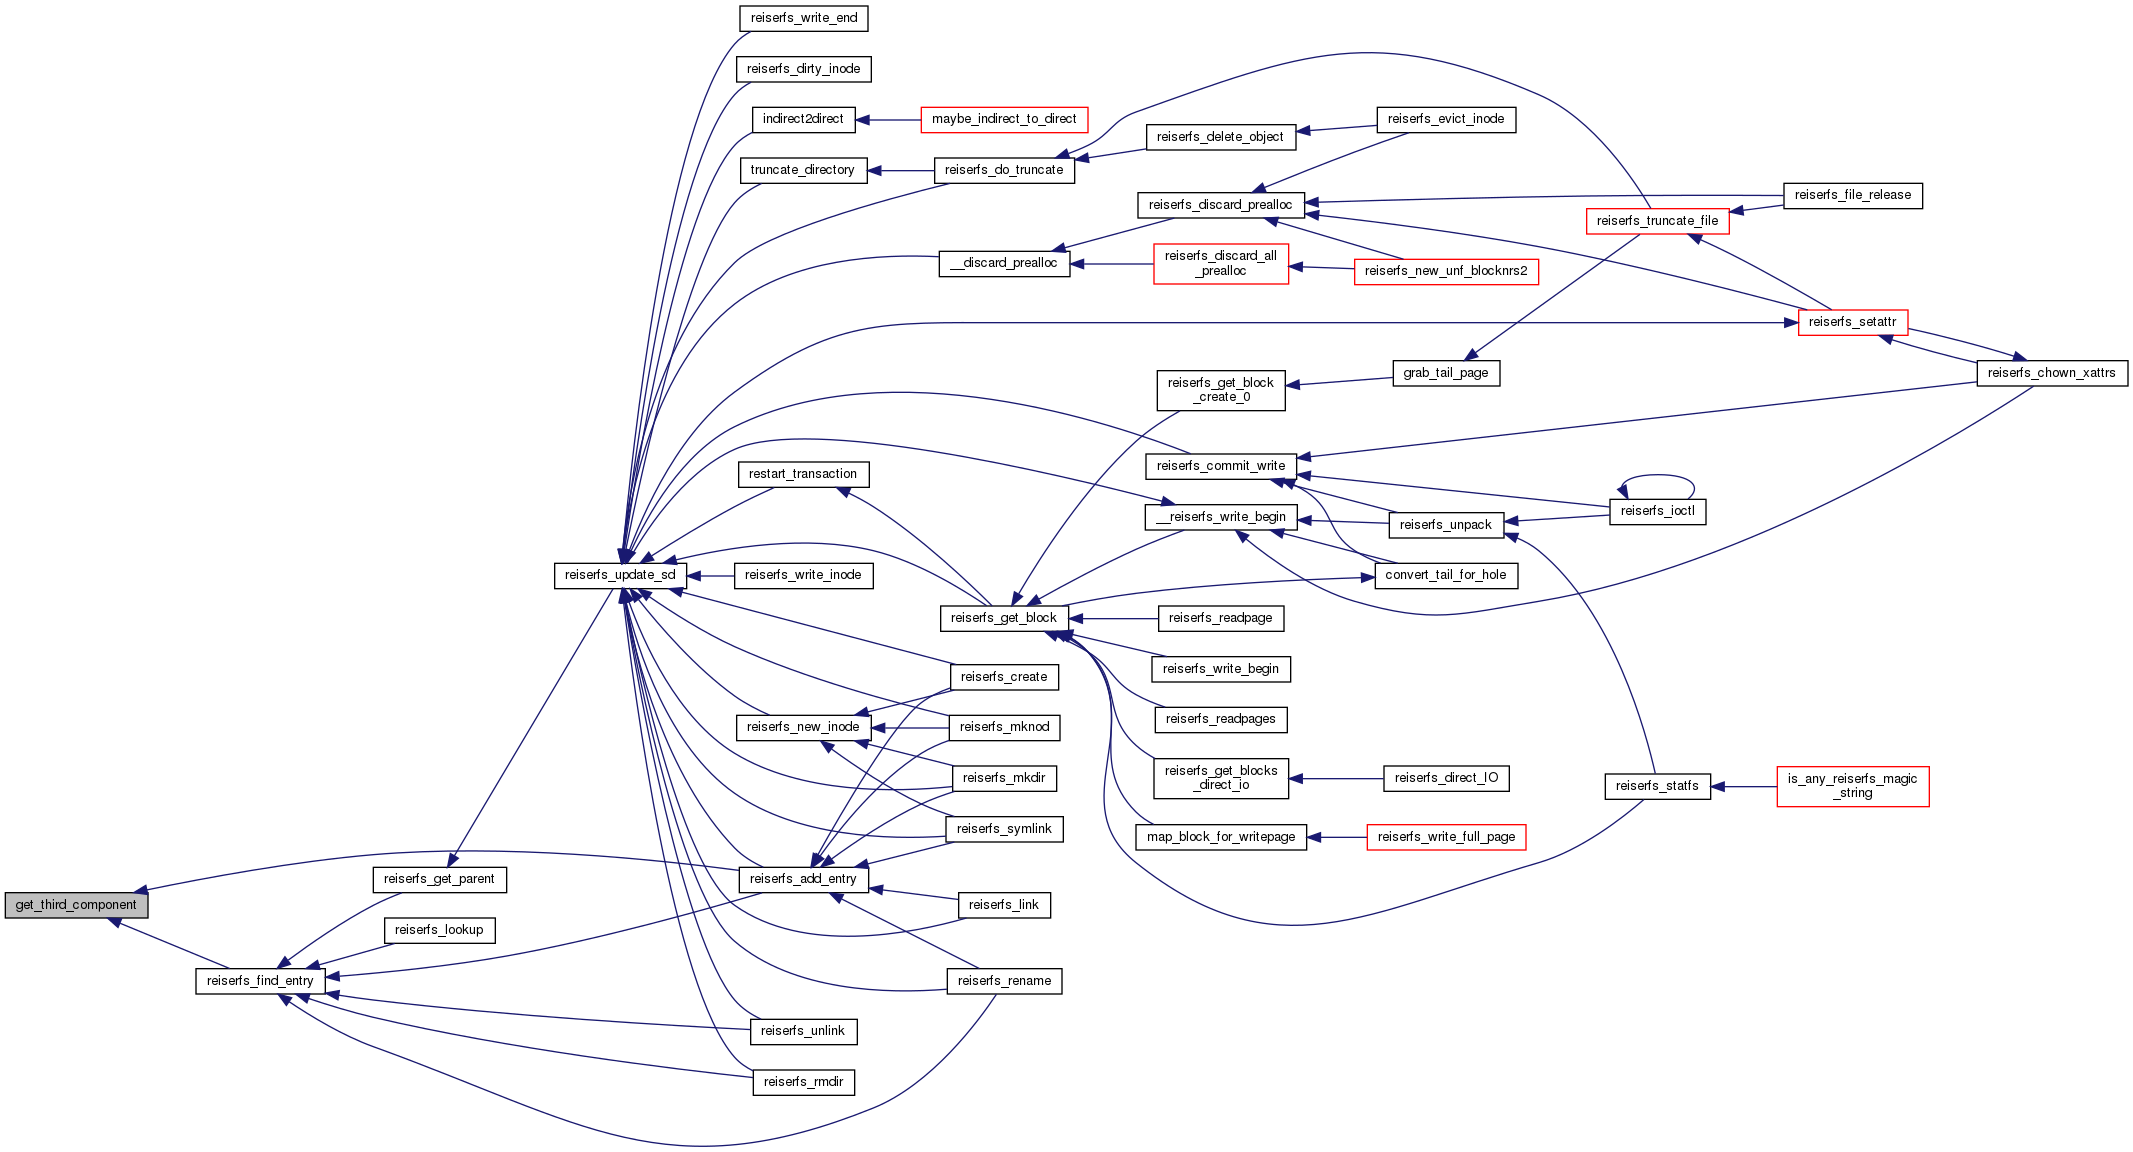 reiserfs_write_end
reiserfs_dirty_inode
indirect2direct
maybe_indirect_to_direct
reiserfs_evict_inode
reiserfs_delete_object
truncate_directory
reiserfs_do_truncate
reiserfs_discard_prealloc
reiserfs_file_release
reiserfs_truncate_file
__discard_prealloc
reiserfs_discard_all
_prealloc
reiserfs_new_unf_blocknrs2
reiserfs_setattr
grab_tail_page
reiserfs_chown_xattrs
reiserfs_get_block
_create_0
reiserfs_commit_write
restart_transaction
__reiserfs_write_begin
reiserfs_unpack
reiserfs_ioctl
reiserfs_update_sd
reiserfs_write_inode
convert_tail_for_hole
reiserfs_get_block
reiserfs_readpage
reiserfs_write_begin
reiserfs_create
reiserfs_new_inode
reiserfs_mknod
reiserfs_readpages
reiserfs_mkdir
reiserfs_get_blocks
_direct_io
reiserfs_direct_IO
reiserfs_statfs
is_any_reiserfs_magic
_string
reiserfs_symlink
map_block_for_writepage
reiserfs_write_full_page
reiserfs_get_parent
reiserfs_add_entry
get_third_component
reiserfs_link
reiserfs_lookup
reiserfs_find_entry
reiserfs_rename
reiserfs_unlink
reiserfs_rmdir